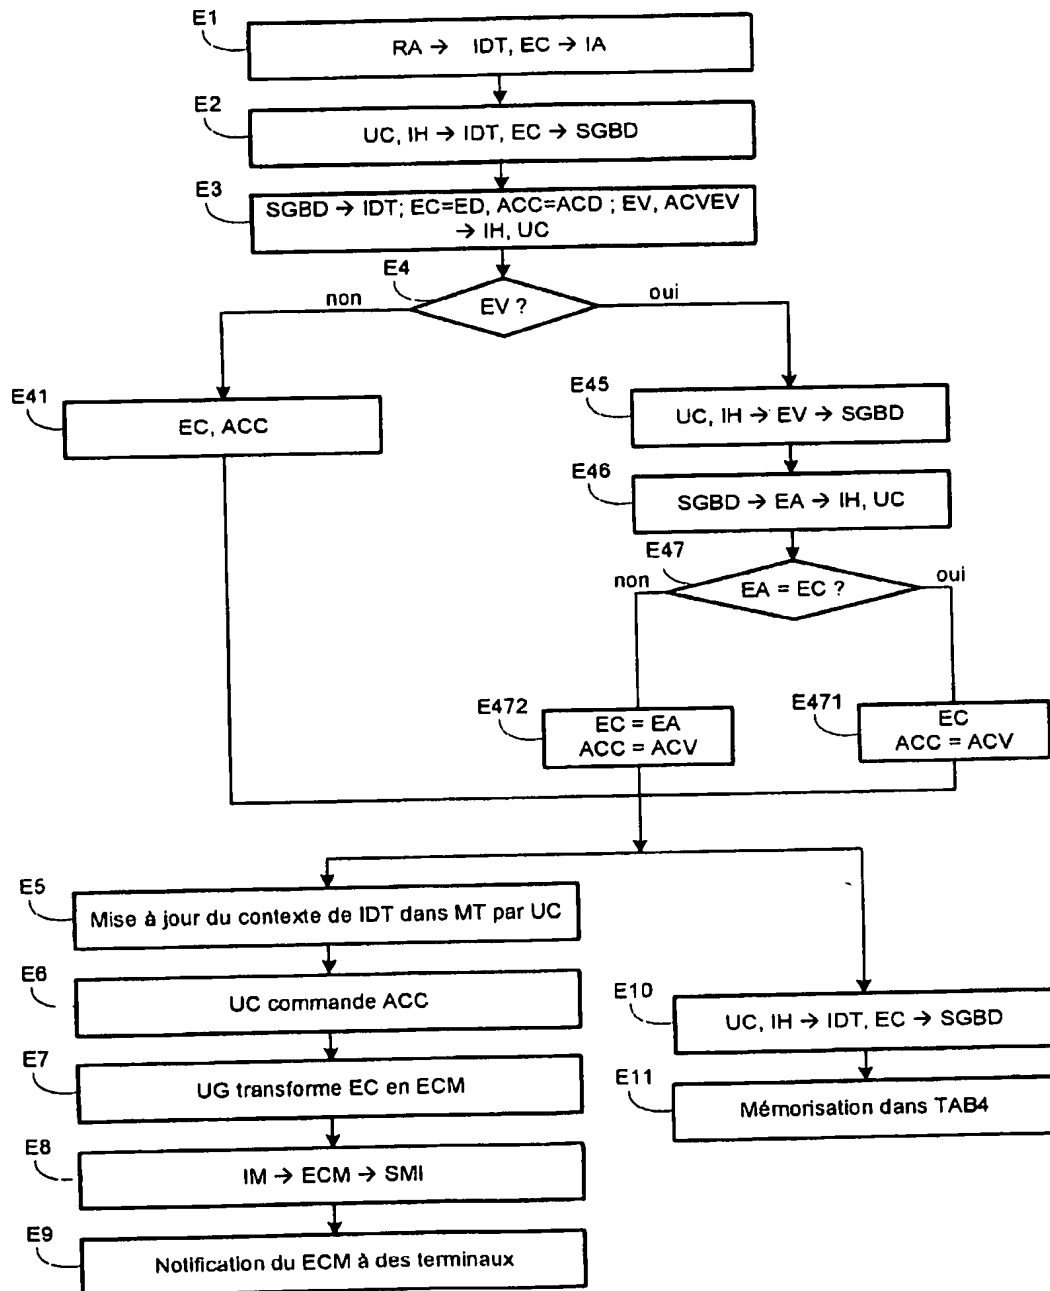 E1
RA → IDT, EC → IA
E2
UC, IH → IDT, EC → SGBD
E3
SGBD → IDT; EC=ED, ACC=ACD ; EV, ACVEV
→ IH, UC
E4
non
EV ?
oui
E41
EC, ACC
E45
UC, IH → EV → SGBD
E46
SGBD → EA → IH, UC
E47
non
EA = EC ?
oui
E472
EC = EA
ACC = ACV
E471
EC
ACC = ACV
E5
Mise à jour du contexte de IDT dans MT par UC
E6
UC commande ACC
E7
UG transforme EC en ECM
E8
IM → ECM → SMI
E9
Notification du ECM à des terminaux
E10
UC, IH → IDT, EC → SGBD
E11
Mémorisation dans TAB4